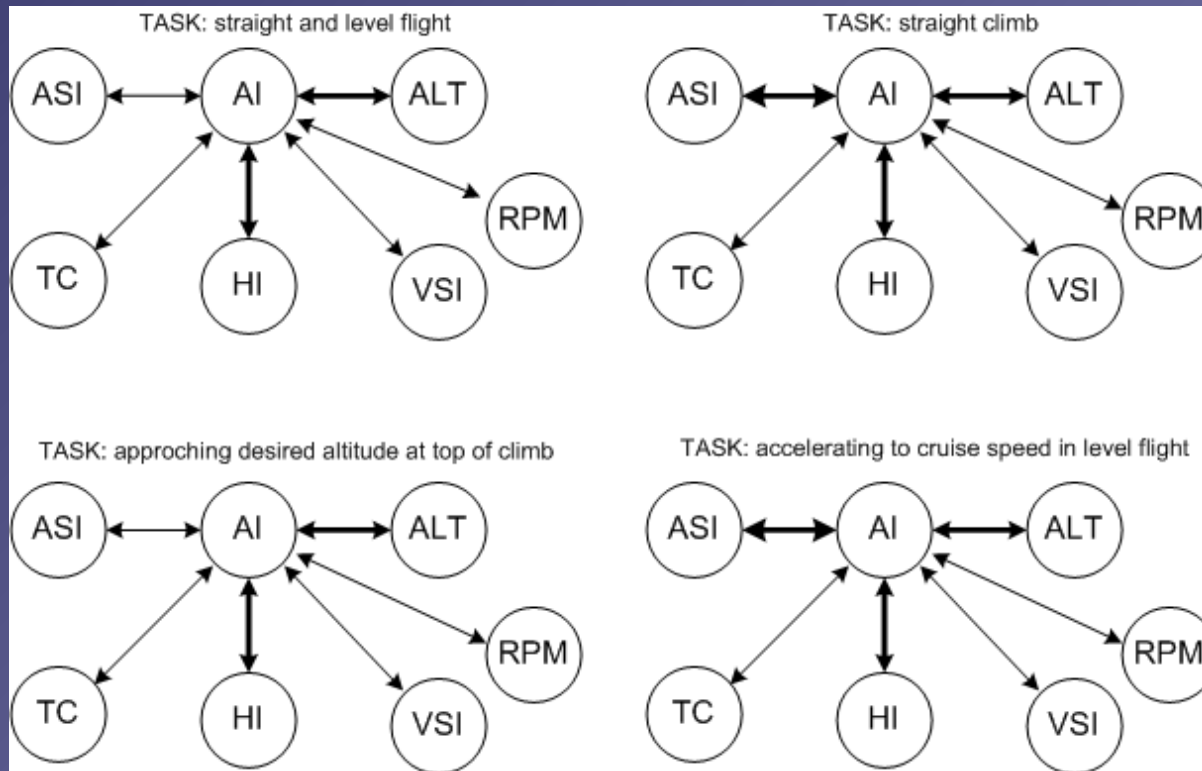 TASK: straight and level flight
ASI AI ALT
RPM
TC HI VSI
TASK: straight climb
ASI AI ALT
RPM
TC HI VSI
TASK: approching desired altitude at top of climb
ASI AI ALT
RPM
TC HI VSI
TASK: accelerating to cruise speed in level flight
ASI AI ALT
RPM
TC HI VSI